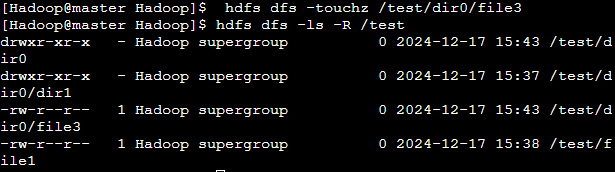 [Hadoop@master Hadoop]$  hdfs dfs -touchz /test/dir0/file3
[Hadoop@master Hadoop]$ hdfs dfs -ls -R /test
drwxr-xr-x   - Hadoop supergroup          0 2024-12-17 15:43 /test/d
ir0
drwxr-xr-x   - Hadoop supergroup          0 2024-12-17 15:37 /test/d
ir0/dir1
-rw-r--r--   1 Hadoop supergroup          0 2024-12-17 15:43 /test/d
ir0/file3
-rw-r--r--   1 Hadoop supergroup          0 2024-12-17 15:38 /test/f
ile1